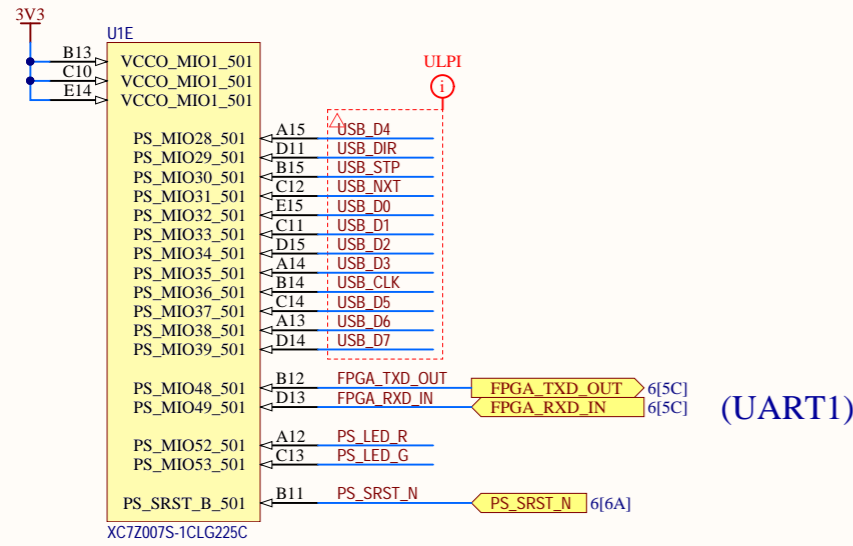 3V3
U1E
B13 VCCO_MIO1_501
C10 VCCO_MIO1_501
E14 VCCO_MIO1_501
ULPI
i
PS_MIO28_501 A15 USB_D4
PS_MIO29_501 D11 USB_DIR
PS_MIO30_501 B15 USB_STP
PS_MIO31_501 C12 USB_NXT
PS_MIO32_501 E15 USB_D0
PS_MIO33_501 C11 USB_D1
PS_MIO34_501 D15 USB_D2
PS_MIO35_501 A14 USB_D3
PS_MIO36_501 B14 USB_CLK
PS_MIO37_501 C14 USB_D5
PS_MIO38_501 A13 USB_D6
PS_MIO39_501 D14 USB_D7
PS_MIO48_501 B12 FPGA_TXD_OUT FPGA_TXD_OUT 6[5C]
PS_MIO49_501 D13 FPGA_RXD_IN FPGA_RXD_IN 6[5C]
(UART1)
PS_MIO52_501 A12 PS_LED_R
PS_MIO53_501 C13 PS_LED_G
PS_SRST_B_501 B11 PS_SRST_N PS_SRST_N 6[6A]
XC7Z007S-1CLG225C